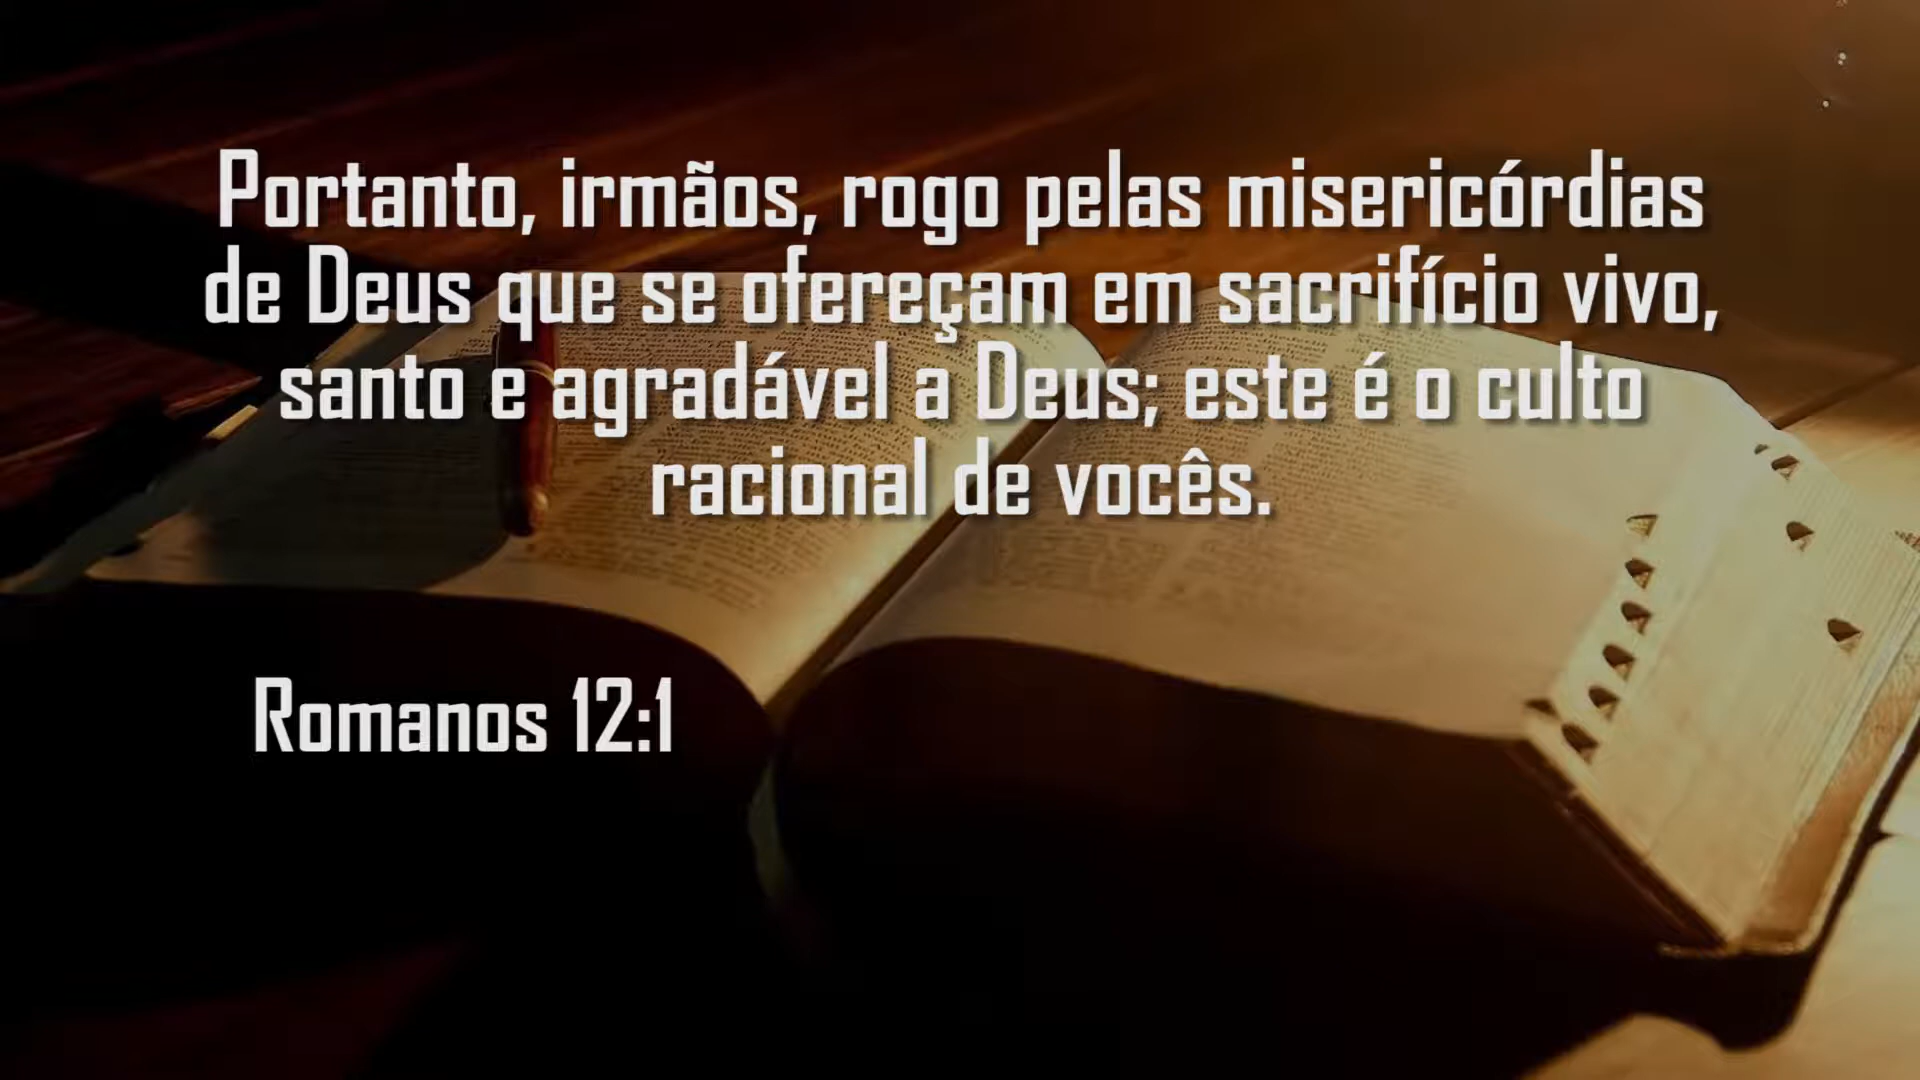 Portanto, irmãos, rogo pelas misericórdias
de Deus que se ofereçam em sacrifício vivo,
santo e agradável a Deus; este é o culto
racional de vocês.
Romanos 12:1